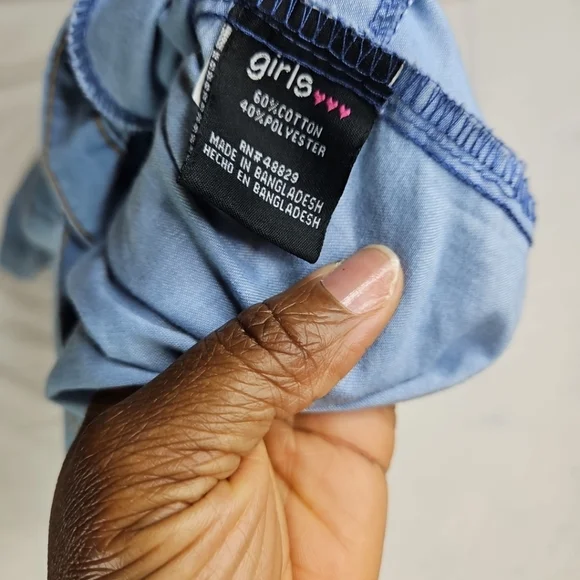 girls
60%COTTON
40%POLYESTER
RN#48829
MADE IN BANGLADESH
HECHO EN BANGLADESH